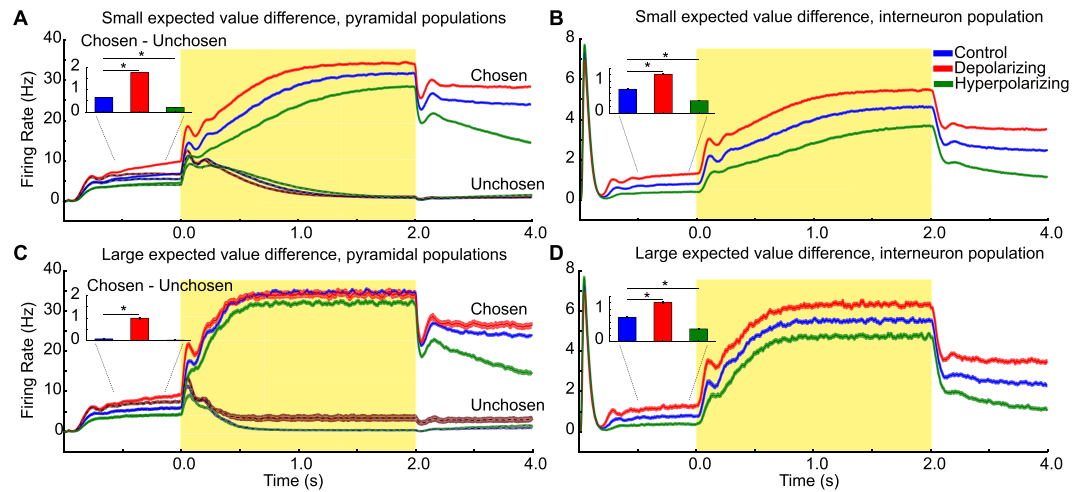 A
Small expected value difference, pyramidal populations
40
30
20
10
0
Firing Rate (Hz)
Chosen - Unchosen
2
1
0
*
*
Chosen
Unchosen
0.0
1.0
2.0
4.0
B
Small expected value difference, interneuron population
8
6
4
2
0
1
0
*
*
Control
Depolarizing
Hyperpolarizing
0.0
1.0
2.0
4.0
C
Large expected value difference, pyramidal populations
40
35
30
10
0
Firing Rate (Hz)
Chosen - Unchosen
2
1
0
*
Chosen
Unchosen
0.0
1.0
2.0
4.0
Time (s)
D
Large expected value difference, interneuron population
8
6
4
2
0
1
0
*
*
0.0
1.0
2.0
4.0
Time (s)